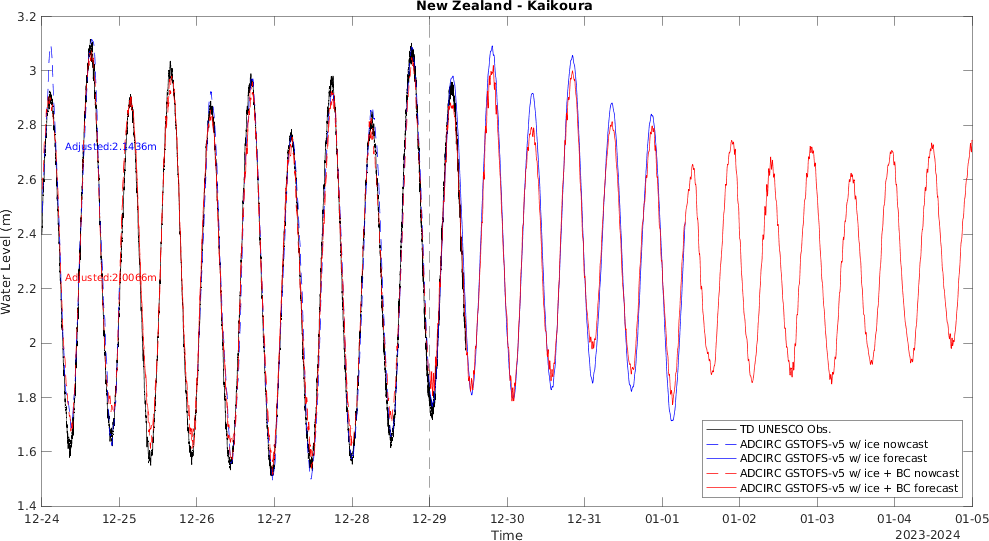 New Zealand - Kaikoura
3.2
3
2.8
2.6
2.4
2.2
2
1.8
1.6
1.4
Water Level (m)
Adjusted:2.1436m
Adjusted:2.0066m
TD UNESCO Obs.
ADCIRC GSTOFS-v5 w/ ice nowcast
ADCIRC GSTOFS-v5 w/ ice forecast
ADCIRC GSTOFS-v5 w/ ice + BC nowcast
ADCIRC GSTOFS-v5 w/ ice + BC forecast
12-24 12-25 12-26 12-27 12-28 12-29 12-30 12-31 01-01 01-02 01-03 01-04 01-05
Time
2023-2024